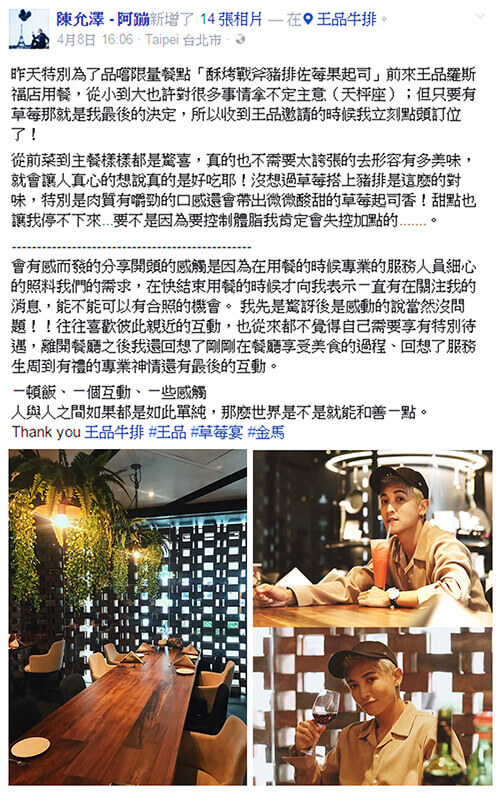 陳允澤 - 阿蹦新增了 14 張相片 — 在 王品牛排。
4月8日 16:06 · Taipei 台北市 ·
昨天特別為了品嚐限量餐點「酥烤戰斧豬排佐莓果起司」前來王品羅斯
福店用餐，從小到大也許對很多事情拿不定主意（天枰座）；但只要有
草莓那就是我最後的決定，所以收到王品邀請的時候我立刻點頭訂位
了！
從前菜到主餐樣樣都是驚喜，真的也不需要太誇張的去形容有多美味，
就會讓人真心的想說真的是好吃耶！沒想過草莓搭上豬排是這麼的對
味，特別是肉質有嚼勁的口感還會帶出微微酸甜的草莓起司香！甜點也
讓我停不下來...要不是因為要控制體脂我肯定會失控加點的.......。
------------------------------------------------
會有感而發的分享開頭的感觸是因為在用餐的時候專業的服務人員細心
的照料我們的需求，在快結束用餐的時候才向我表示一直有在關注我的
消息，能不能可以有合照的機會。 我先是驚訝後是感動的說當然沒問
題！！往往喜歡彼此親近的互動，也從來都不覺得自己需要享有特別待
遇，離開餐廳之後我還回想了剛剛在餐廳享受美食的過程、回想了服務
生周到有禮的專業神情還有最後的互動。
一頓飯、一個互動、一些感觸
人與人之間如果都是如此單純，那麼世界是不是就能和善一點。
Thank you 王品牛排 #王品 #草莓宴 #金馬